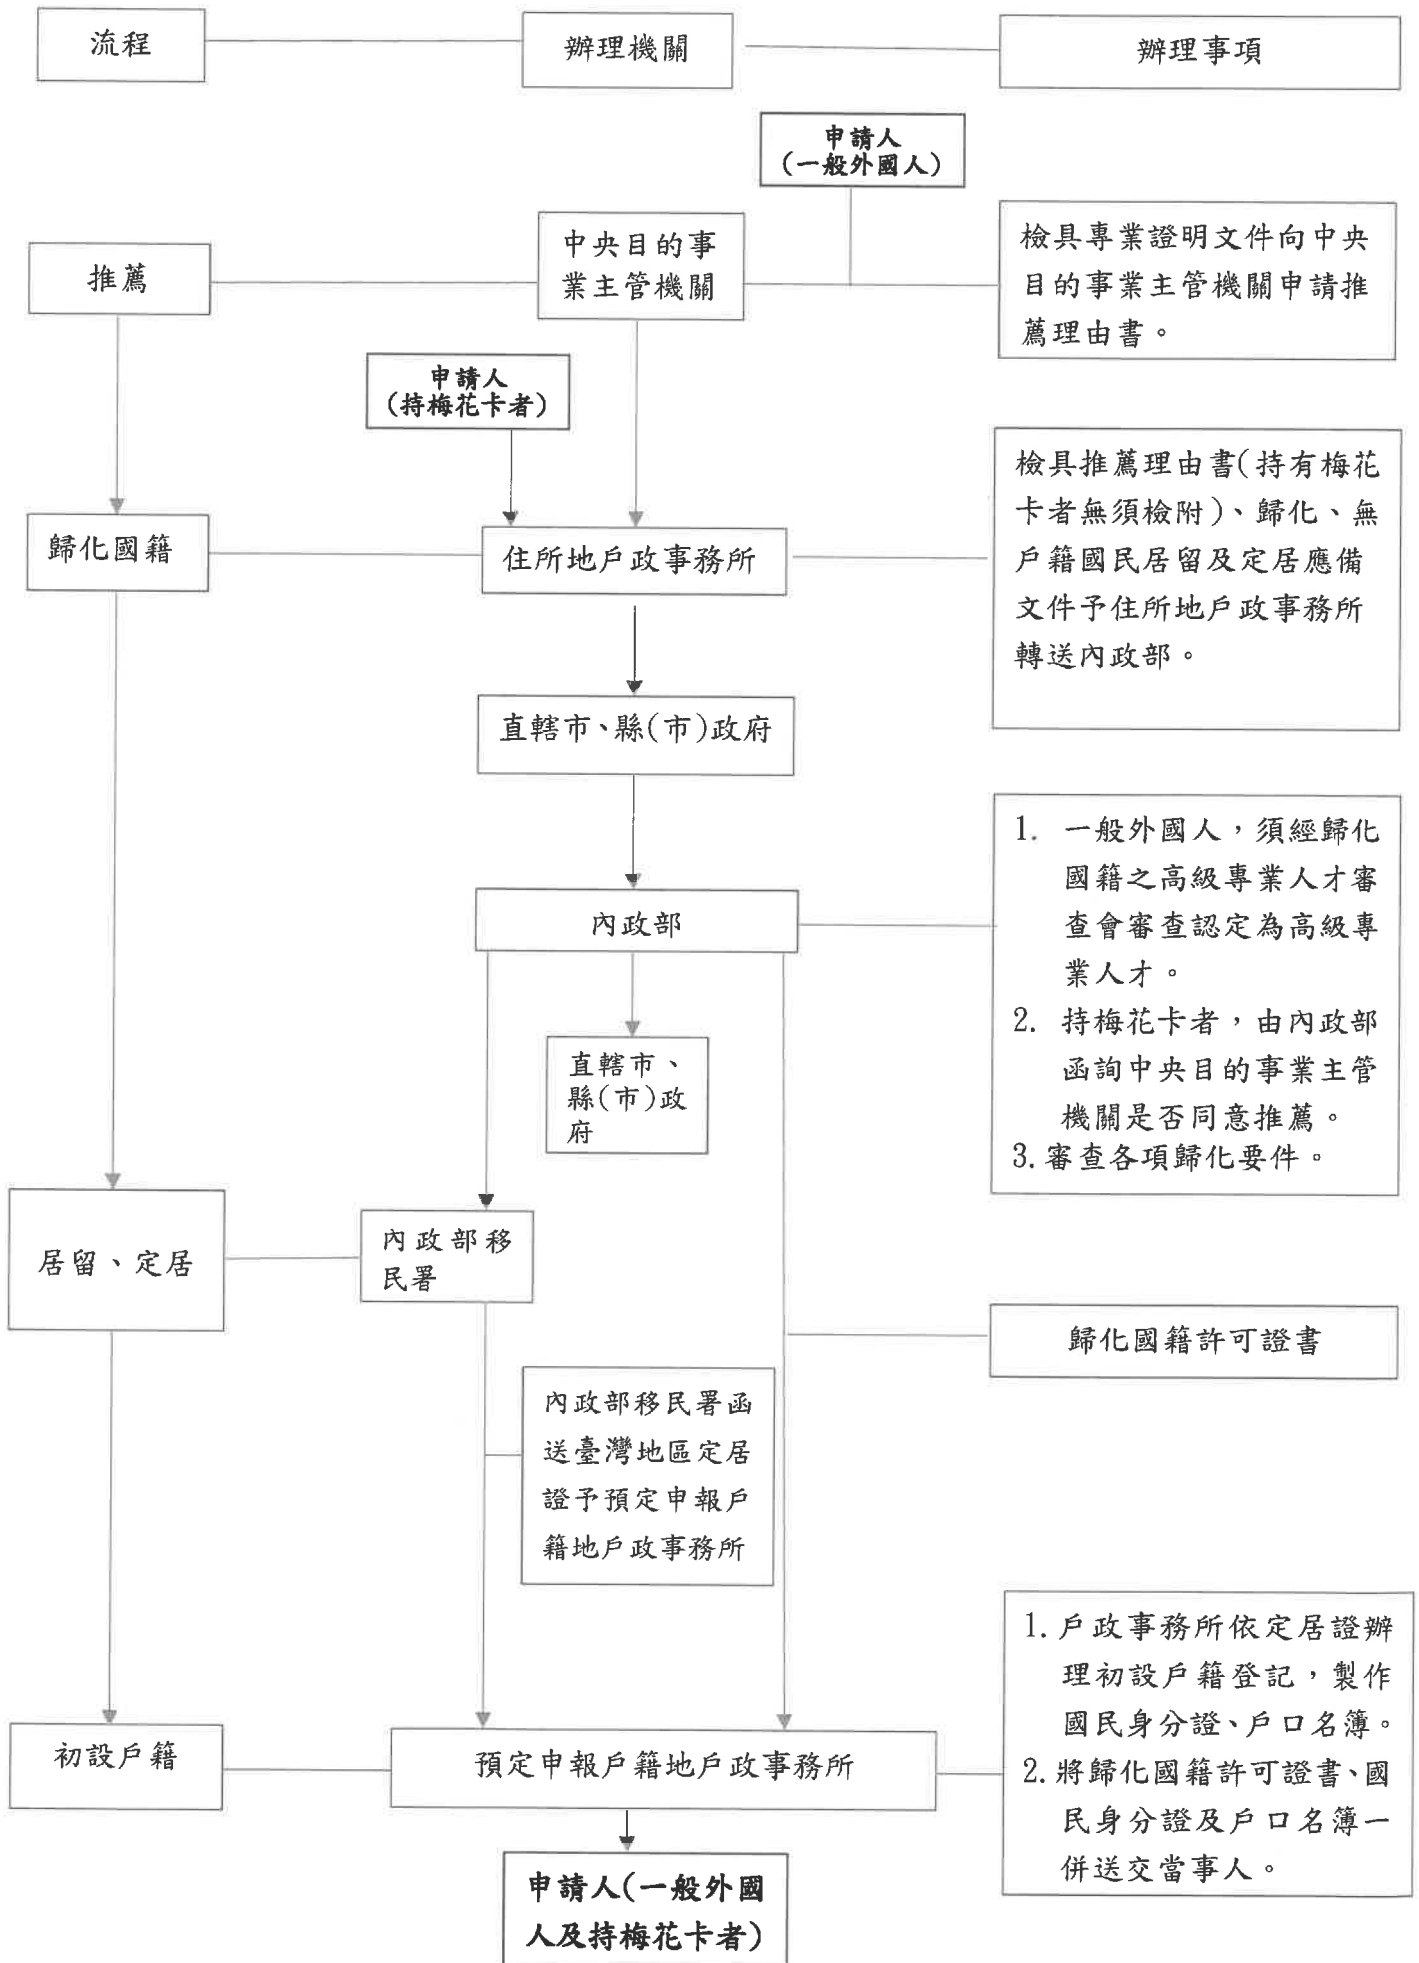 流程
辦理機關
辦理事項
申請人
(一般外國人)
推薦
中央目的事
業主管機關
檢具專業證明文件向中央
目的事業主管機關申請推
薦理由書。
申請人
(持梅花卡者)
歸化國籍
住所地戶政事務所
檢具推薦理由書(持有梅花
卡者無須檢附)、歸化、無
戶籍國民居留及定居應備
文件予住所地戶政事務所
轉送內政部。
直轄市、縣(市)政府
內政部
1. 一般外國人，須經歸化
國籍之高級專業人才審
查會審查認定為高級專
業人才。
2. 持梅花卡者，由內政部
函詢中央目的事業主管
機關是否同意推薦。
3.審查各項歸化要件。
直轄市、
縣(市)政
府
居留、定居
內政部移
民署
歸化國籍許可證書
內政部移民署函
送臺灣地區定居
證予預定申報戶
籍地戶政事務所
初設戶籍
預定申報戶籍地戶政事務所
1.戶政事務所依定居證辦
理初設戶籍登記，製作
國民身分證、戶口名簿。
2.將歸化國籍許可證書、國
民身分證及戶口名簿一
併送交當事人。
申請人(一般外國
人及持梅花卡者)